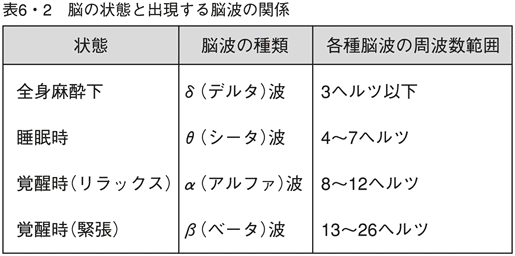 表6・2　脳の状態と出現する脳波の関係
状態　脳波の種類　各種脳波の周波数範囲
全身麻酔下　δ（デルタ）波　3ヘルツ以下
睡眠時　θ（シータ）波　4〜7ヘルツ
覚醒時（リラックス）　α（アルファ）波　8〜12ヘルツ
覚醒時（緊張）　β（ベータ）波　13〜26ヘルツ